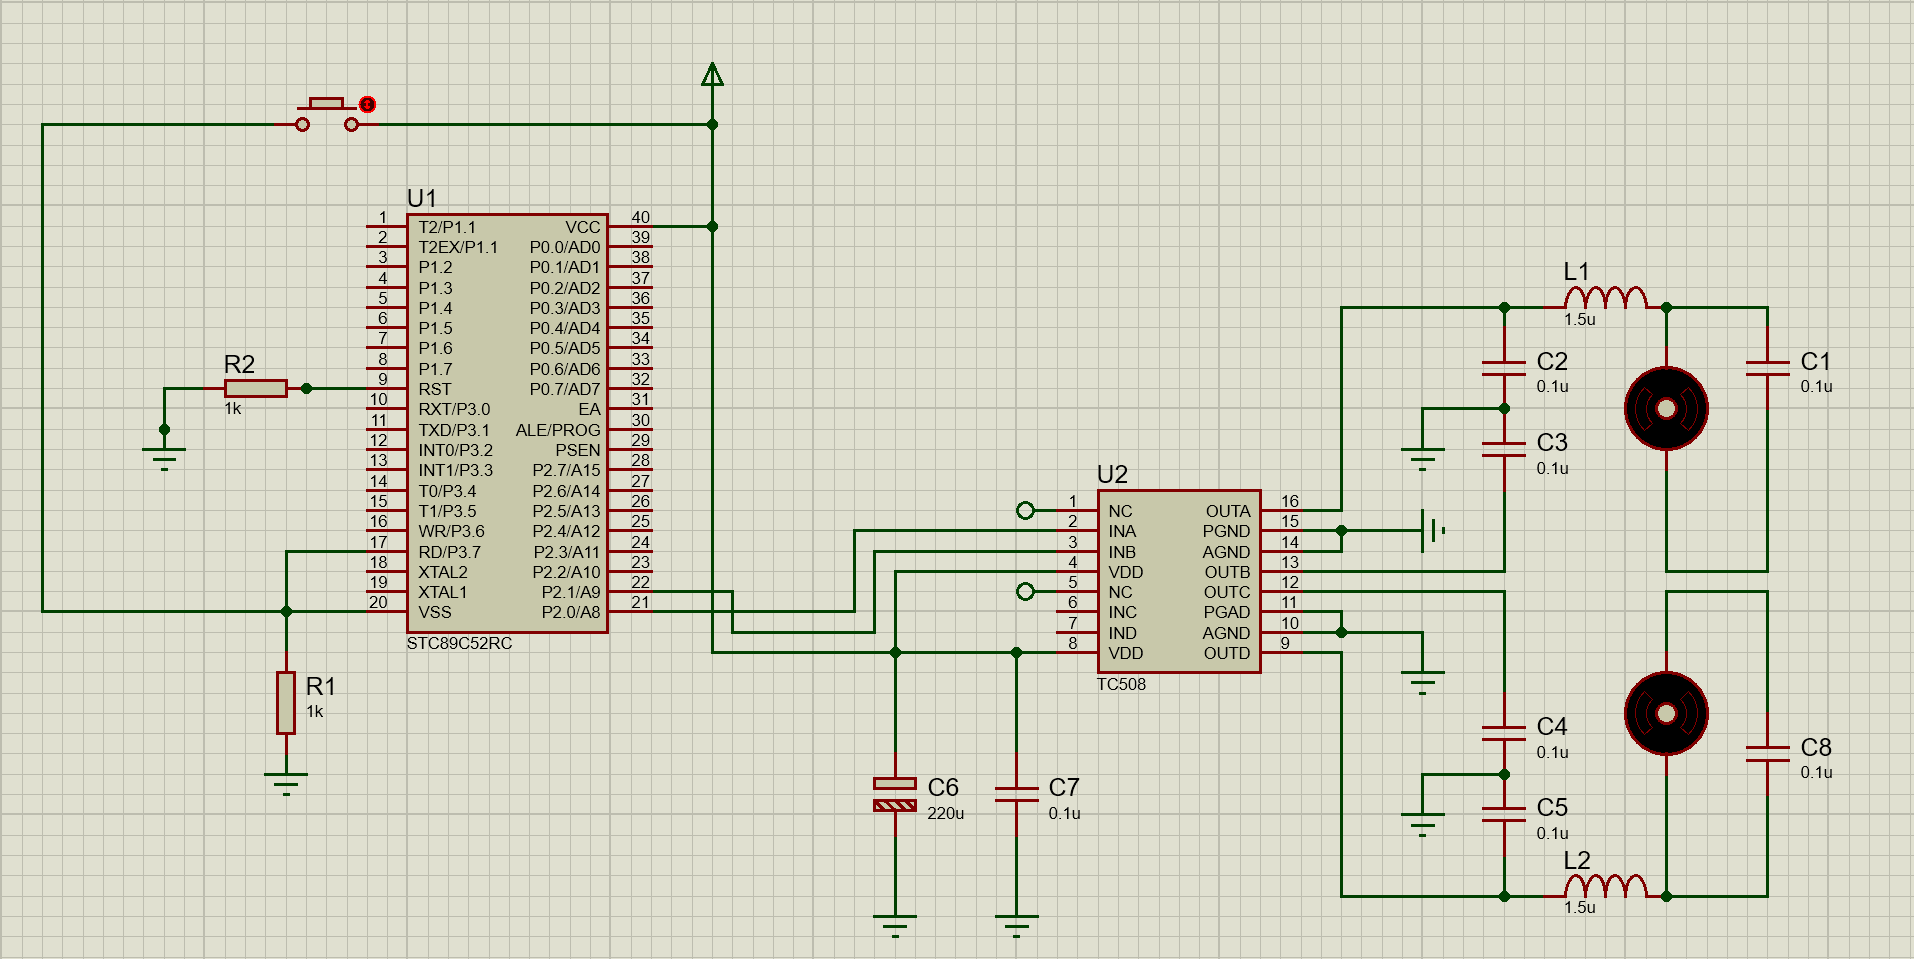 U1
1 T2/P1.1 VCC 40
2 T2EX/P1.1 P0.0/AD0 39
3 P1.2 P0.1/AD1 38
4 P1.3 P0.2/AD2 37
5 P1.4 P0.3/AD3 36
6 P1.5 P0.4/AD4 35
7 P1.6 P0.5/AD5 34
8 P1.7 P0.6/AD6 33
9 RST P0.7/AD7 32
10 RXT/P3.0 EA 31
11 TXD/P3.1 ALE/PROG 30
12 INT0/P3.2 PSEN 29
13 INT1/P3.3 P2.7/A15 28
14 T0/P3.4 P2.6/A14 27
15 T1/P3.5 P2.5/A13 26
16 WR/P3.6 P2.4/A12 25
17 RD/P3.7 P2.3/A11 24
18 XTAL2 P2.2/A10 23
19 XTAL1 P2.1/A9 22
20 VSS P2.0/A8 21
STC89C52RC
R2
1k
R1
1k
U2
1 NC OUTA 16
2 INA PGND 15
3 INB AGND 14
4 VDD OUTB 13
5 NC OUTC 12
6 INC PGAD 11
7 IND AGND 10
8 VDD OUTD 9
TC508
C6
220u
C7
0.1u
L1
1.5u
C2
0.1u
C3
0.1u
C1
0.1u
C4
0.1u
C5
0.1u
C8
0.1u
L2
1.5u